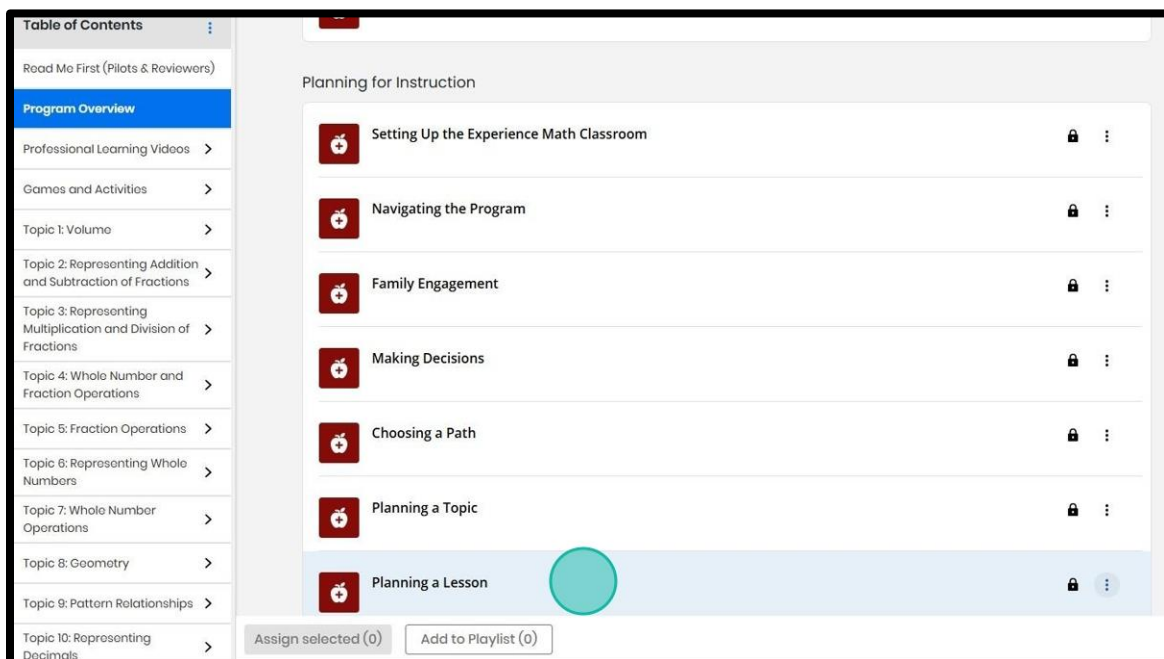 Table of Contents
Read Me First (Pilots & Reviewers)
Program Overview
Professional Learning Videos
Games and Activities
Topic 1: Volume
Topic 2: Representing Addition
and Subtraction of Fractions
Topic 3: Representing
Multiplication and Division of
Fractions
Topic 4: Whole Number and
Fraction Operations
Topic 5: Fraction Operations
Topic 6: Representing Whole
Numbers
Topic 7: Whole Number
Operations
Topic 8: Geometry
Topic 9: Pattern Relationships
Topic 10: Representing
Decimals
Planning for Instruction
Setting Up the Experience Math Classroom
Navigating the Program
Family Engagement
Making Decisions
Choosing a Path
Planning a Topic
Planning a Lesson
Assign selected (0)
Add to Playlist (0)